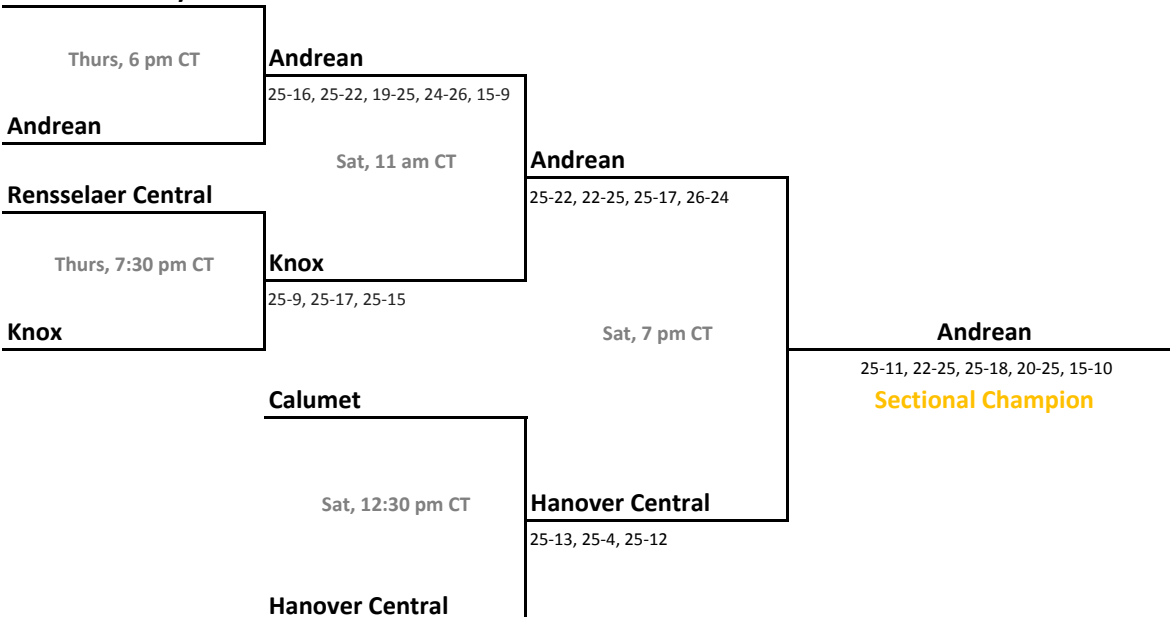 Thurs, 6 pm CT
Andrean
25-16, 25-22, 19-25, 24-26, 15-9
Andrean
Sat, 11 am CT
Andrean
25-22, 22-25, 25-17, 26-24
Rensselaer Central
Thurs, 7:30 pm CT
Knox
25-9, 25-17, 25-15
Knox
Sat, 7 pm CT
Andrean
25-11, 22-25, 25-18, 20-25, 15-10
Sectional Champion
Calumet
Sat, 12:30 pm CT
Hanover Central
25-13, 25-4, 25-12
Hanover Central